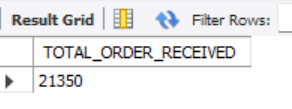 Result Grid Filter Rows:
TOTAL_ORDER_RECEIVED
21350